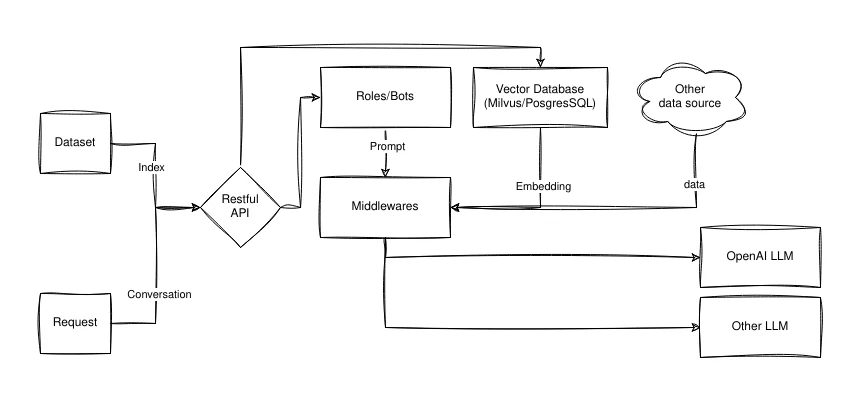 Roles/Bots
Vector Database
(Milvus/PosgresSQL)
Other
data source
Dataset
Index
Prompt
Restful
API
Middlewares
Embedding
data
OpenAI LLM
Conversation
Request
Other LLM